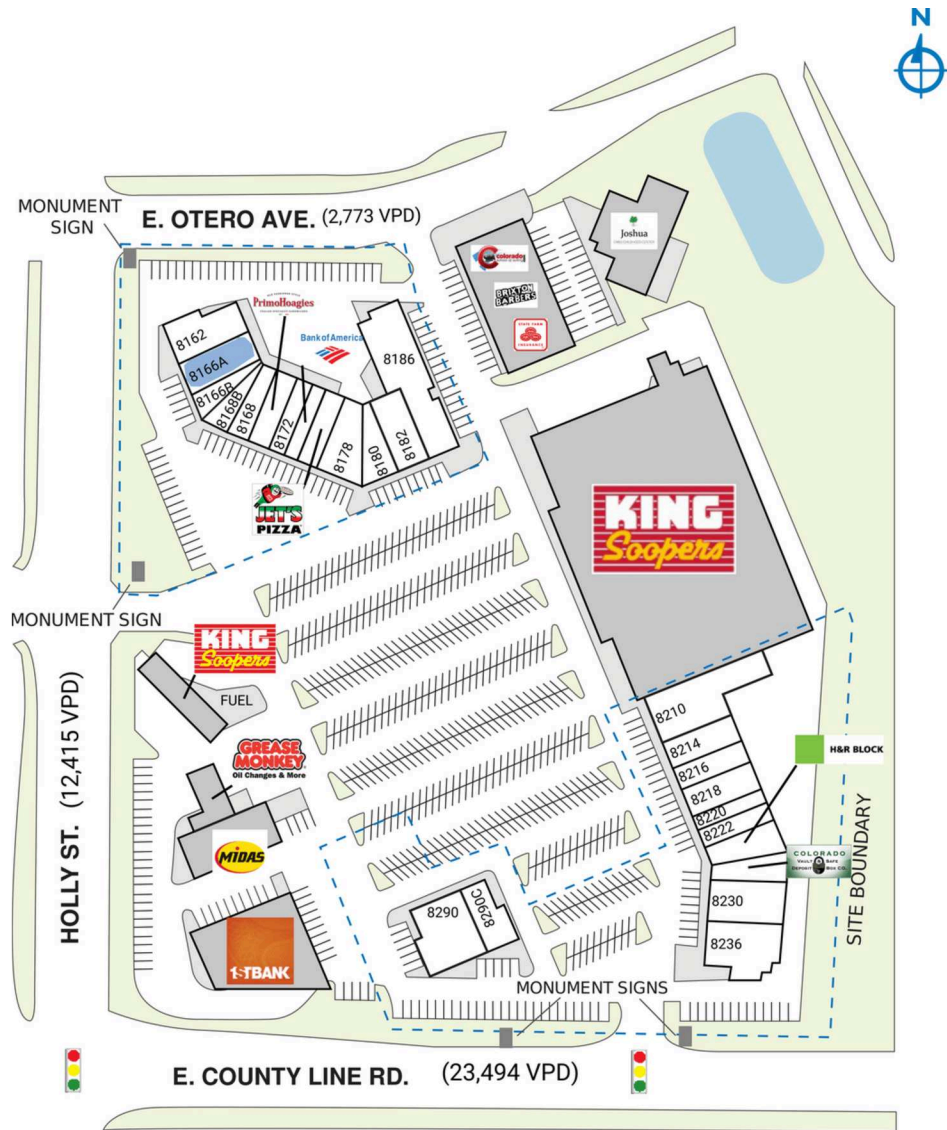 N
MONUMENT
SIGN
E. OTERO AVE. (2,773 VPD)
Joshua
Colorado
BRIXTON
BARBERS
STATE FARM
INSURANCE
PrimoHoagies
Bank of America
8162
8166A
8166B
8168B
8168
8172
8178
8180
8182
8186
JET'S
PIZZA
KING
Soopers
MONUMENT SIGN
KING
Soopers
FUEL
HOLLY ST. (12,415 VPD)
GREASE
MONKEY
Oil Changes & More
MIDAS
1STBANK
8210
8214
8216
8218
8220
8222
H&R BLOCK
COLORADO
VAULT SAFE
DEPOSIT BOX CO.
8230
8236
SITE BOUNDARY
8290
8290C
MONUMENT SIGNS
E. COUNTY LINE RD. (23,494 VPD)